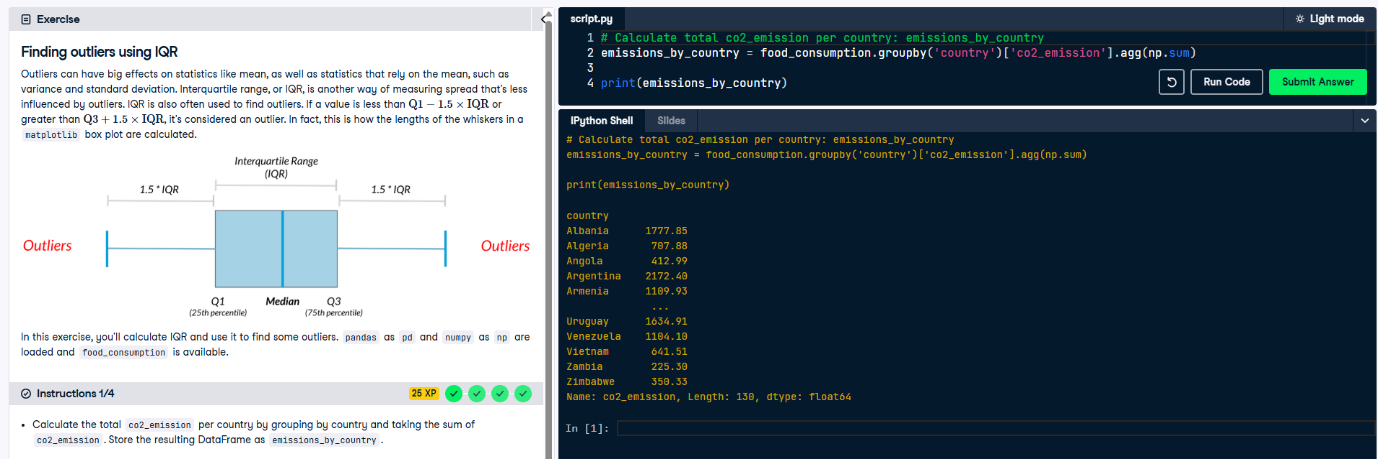 Exercise
Finding outliers using IQR
Outliers can have big effects on statistics like mean, as well as statistics that rely on the mean, such as
variance and standard deviation. Interquartile range, or IQR, is another way of measuring spread that's less
influenced by outliers. IQR is also often used to find outliers. If a value is less than Q1 − 1.5 × IQR or
greater than Q3 + 1.5 × IQR, it's considered an outlier. In fact, this is how the lengths of the whiskers in a
matplotlib box plot are calculated.
Interquartile Range
(IQR)
1.5 * IQR 1.5 * IQR
Outliers Outliers
Q1 Median Q3
(25th percentile) (75th percentile)
In this exercise, you'll calculate IQR and use it to find some outliers. pandas as pd and numpy as np are
loaded and food_consumption is available.
Instructions 1/4 25 XP
• Calculate the total co2_emission per country by grouping by country and taking the sum of
co2_emission. Store the resulting DataFrame as emissions_by_country.
script.py Light mode
1 # Calculate total co2_emission per country: emissions_by_country
2 emissions_by_country = food_consumption.groupby('country')['co2_emission'].agg(np.sum)
3
4 print(emissions_by_country)
Run Code Submit Answer
IPython Shell Slides
# Calculate total co2_emission per country: emissions_by_country
emissions_by_country = food_consumption.groupby('country')['co2_emission'].agg(np.sum)
print(emissions_by_country)
country
Albania 1777.85
Algeria 707.88
Angola 412.99
Argentina 2172.40
Armenia 1109.93
...
Uruguay 1634.91
Venezuela 1104.10
Vietnam 641.51
Zambia 225.30
Zimbabwe 350.33
Name: co2_emission, Length: 130, dtype: float64
In [1]: